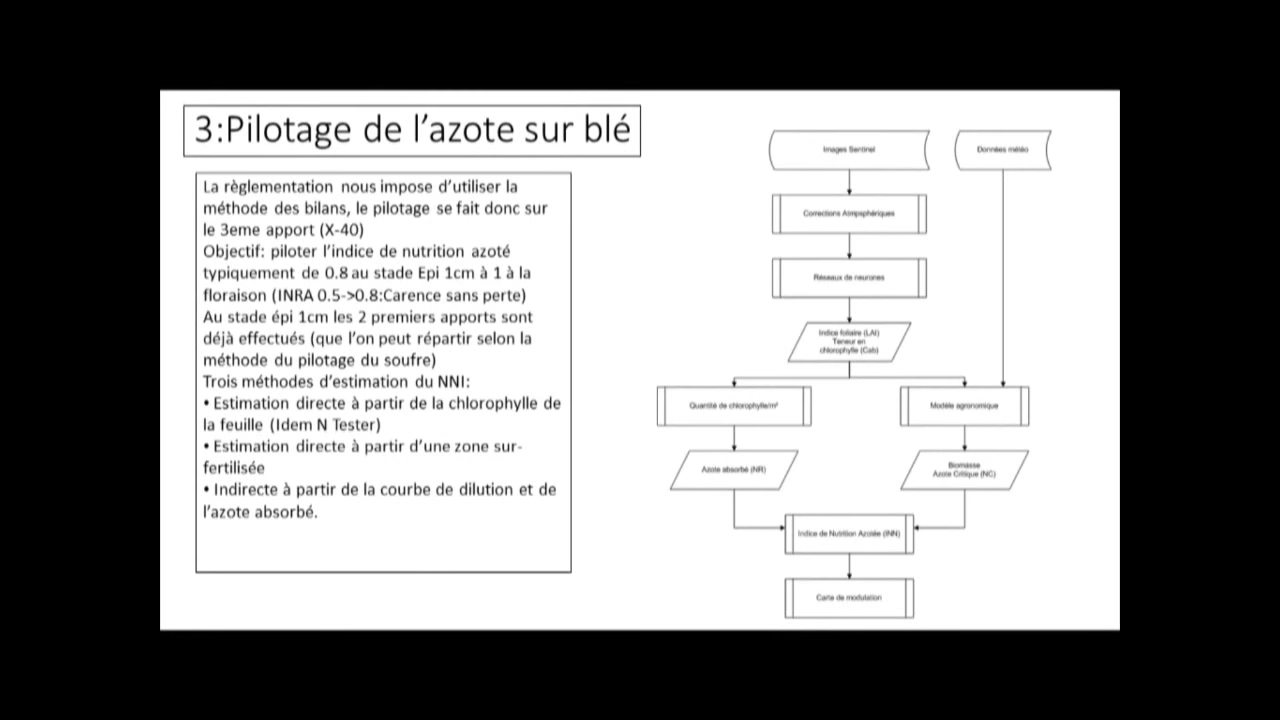 3:Pilotage de l'azote sur blé
La règlementation nous impose d'utiliser la
méthode des bilans, le pilotage se fait donc sur
le 3eme apport (X-40)
Objectif: piloter l'indice de nutrition azoté
typiquement de 0.8 au stade Epi 1cm à 1 à la
floraison (INRA 0.5->0.8:Carence sans perte)
Au stade épi 1cm les 2 premiers apports sont
déjà effectués (que l'on peut répartir selon la
méthode du pilotage du soufre)
Trois méthodes d'estimation du NNI:
• Estimation directe à partir de la chlorophylle de
la feuille (Idem N Tester)
• Estimation directe à partir d'une zone sur-
fertilisée
• Indirecte à partir de la courbe de dilution et de
l'azote absorbé.
Images Sentinel
Données météo
Corrections Atmpsphériques
Réseaux de neurones
Indice foliaire (LAI)
Teneur en
chlorophylle (Cab)
Quantité de chlorophylle/m²
Modèle agronomique
Azote absorbé (NR)
Biomasse
Azote Critique (NC)
Indice de Nutrition Azotée (INN)
Carte de modulation